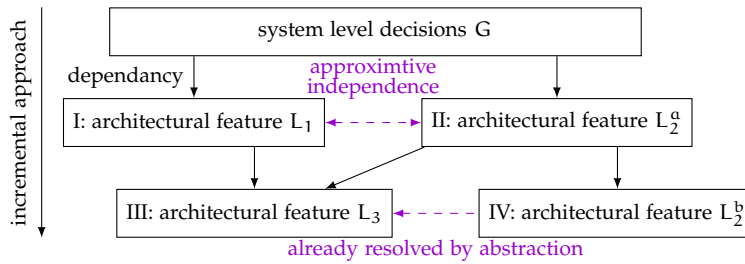 system level decisions G
dependancy
approximtive
independence
I: architectural feature L₁
II: architectural feature L₂ᵃ
III: architectural feature L₃
IV: architectural feature L₂ᵇ
already resolved by abstraction
incremental approach